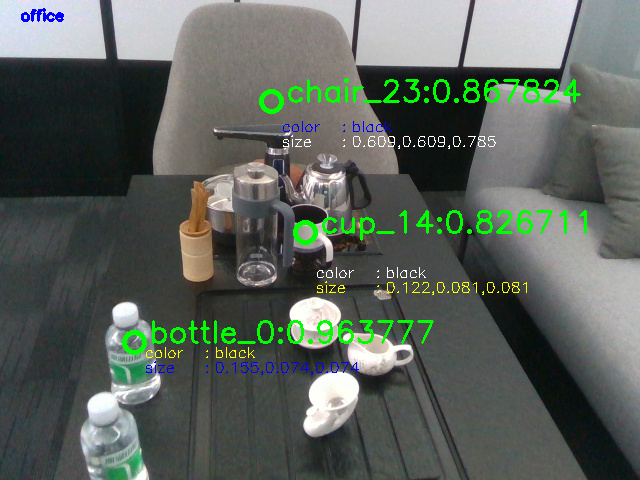 office
chair_23:0.867824
color : black
size : 0.609,0.609,0.785
cup_14:0.826711
color : black
size : 0.122,0.081,0.081
bottle_0:0.963777
color : black
size : 0.155,0.074,0.074